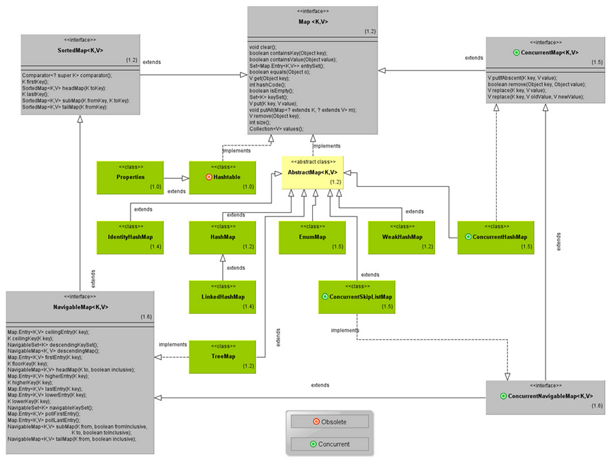 <<interface>>
SortedMap<K,V>
[1.2]
Comparator<? super K> comparator();
K firstKey();
SortedMap<K,V> headMap(K toKey);
K lastKey();
SortedMap<K,V> subMap(K fromKey, K toKey);
SortedMap<K,V> tailMap(K fromKey);
extends
<<interface>>
Map <K,V>
[1.2]
void clear();
boolean containsKey(Object key);
boolean containsValue(Object value);
Set<Map.Entry<K,V>> entrySet();
boolean equals(Object o);
V get(Object key);
int hashCode();
boolean isEmpty();
Set<K> keySet();
V put(K key, V value);
void putAll(Map<? extends K, ? extends V> m);
V remove(Object key);
int size();
Collection<V> values();
extends
<<interface>>
ConcurrentMap<K,V>
[1.5]
V putIfAbscent(K key, V value);
boolean remove(Object key, Object value);
V replace(K key, V value);
V replace(K key, V oldValue, V newValue);
implements
implements
<<class>>
Properties
[1.0]
extends
<<class>>
Hashtable
[1.0]
<<abstract class>>
AbstractMap<K,V>
[1.2]
extends
<<class>>
IdentityHashMap
[1.4]
<<class>>
HashMap
[1.2]
<<class>>
EnumMap
[1.5]
<<class>>
WeakHashMap
[1.2]
<<class>>
ConcurrentHashMap
[1.5]
extends
extends
extends
extends
<<class>>
LinkedHashMap
[1.4]
extends
<<class>>
ConcurrentSkipListMap
[1.5]
<<interface>>
NavigableMap<K,V>
[1.6]
Map.Entry<K,V> ceilingEntry(K key);
K ceilingKey(K key);
NavigableSet<K> descendingKeySet();
NavigableMap<K,V> descendingMap();
Map.Entry<K,V> firstEntry(K key);
K floorKey(K key);
NavigableMap<K,V> headMap(K to, boolean inclusive);
Map.Entry<K,V> higherEntry(K key);
K higherKey(K key);
Map.Entry<K,V> lastEntry(K key);
Map.Entry<K,V> lowerEntry(K key);
K lowerKey(K key);
NavigableSet<K> navigableKeySet();
Map.Entry<K,V> pollFirstEntry();
Map.Entry<K,V> pollLastEntry();
NavigableMap<K,V> subMap(K from, boolean fromInclusive,
K to, boolean toInclusive);
NavigableMap<K,V> tailMap(K from, boolean inclusive);
implements
<<class>>
TreeMap
[1.2]
implements
extends
<<interface>>
ConcurrentNavigableMap<K,V>
[1.6]
Obsolete
Concurrent